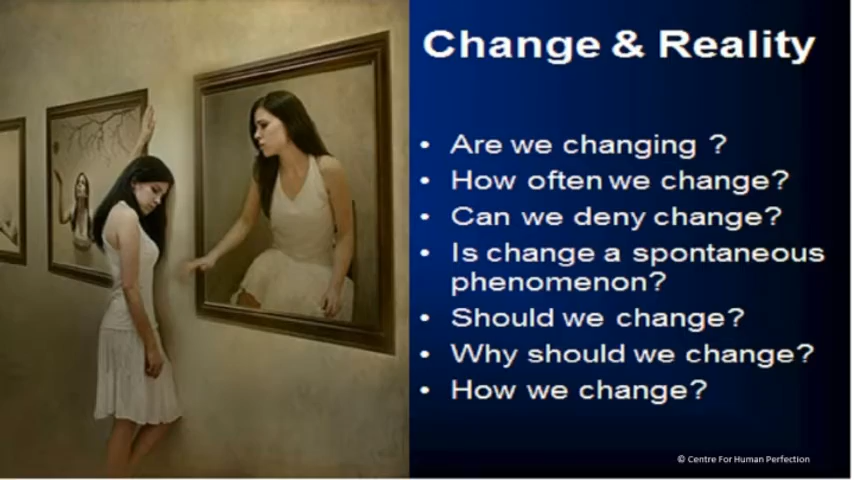 Change & Reality
• Are we changing ?
• How often we change?
• Can we deny change?
• Is change a spontaneous
phenomenon?
• Should we change?
• Why should we change?
• How we change?
© Centre For Human Perfection